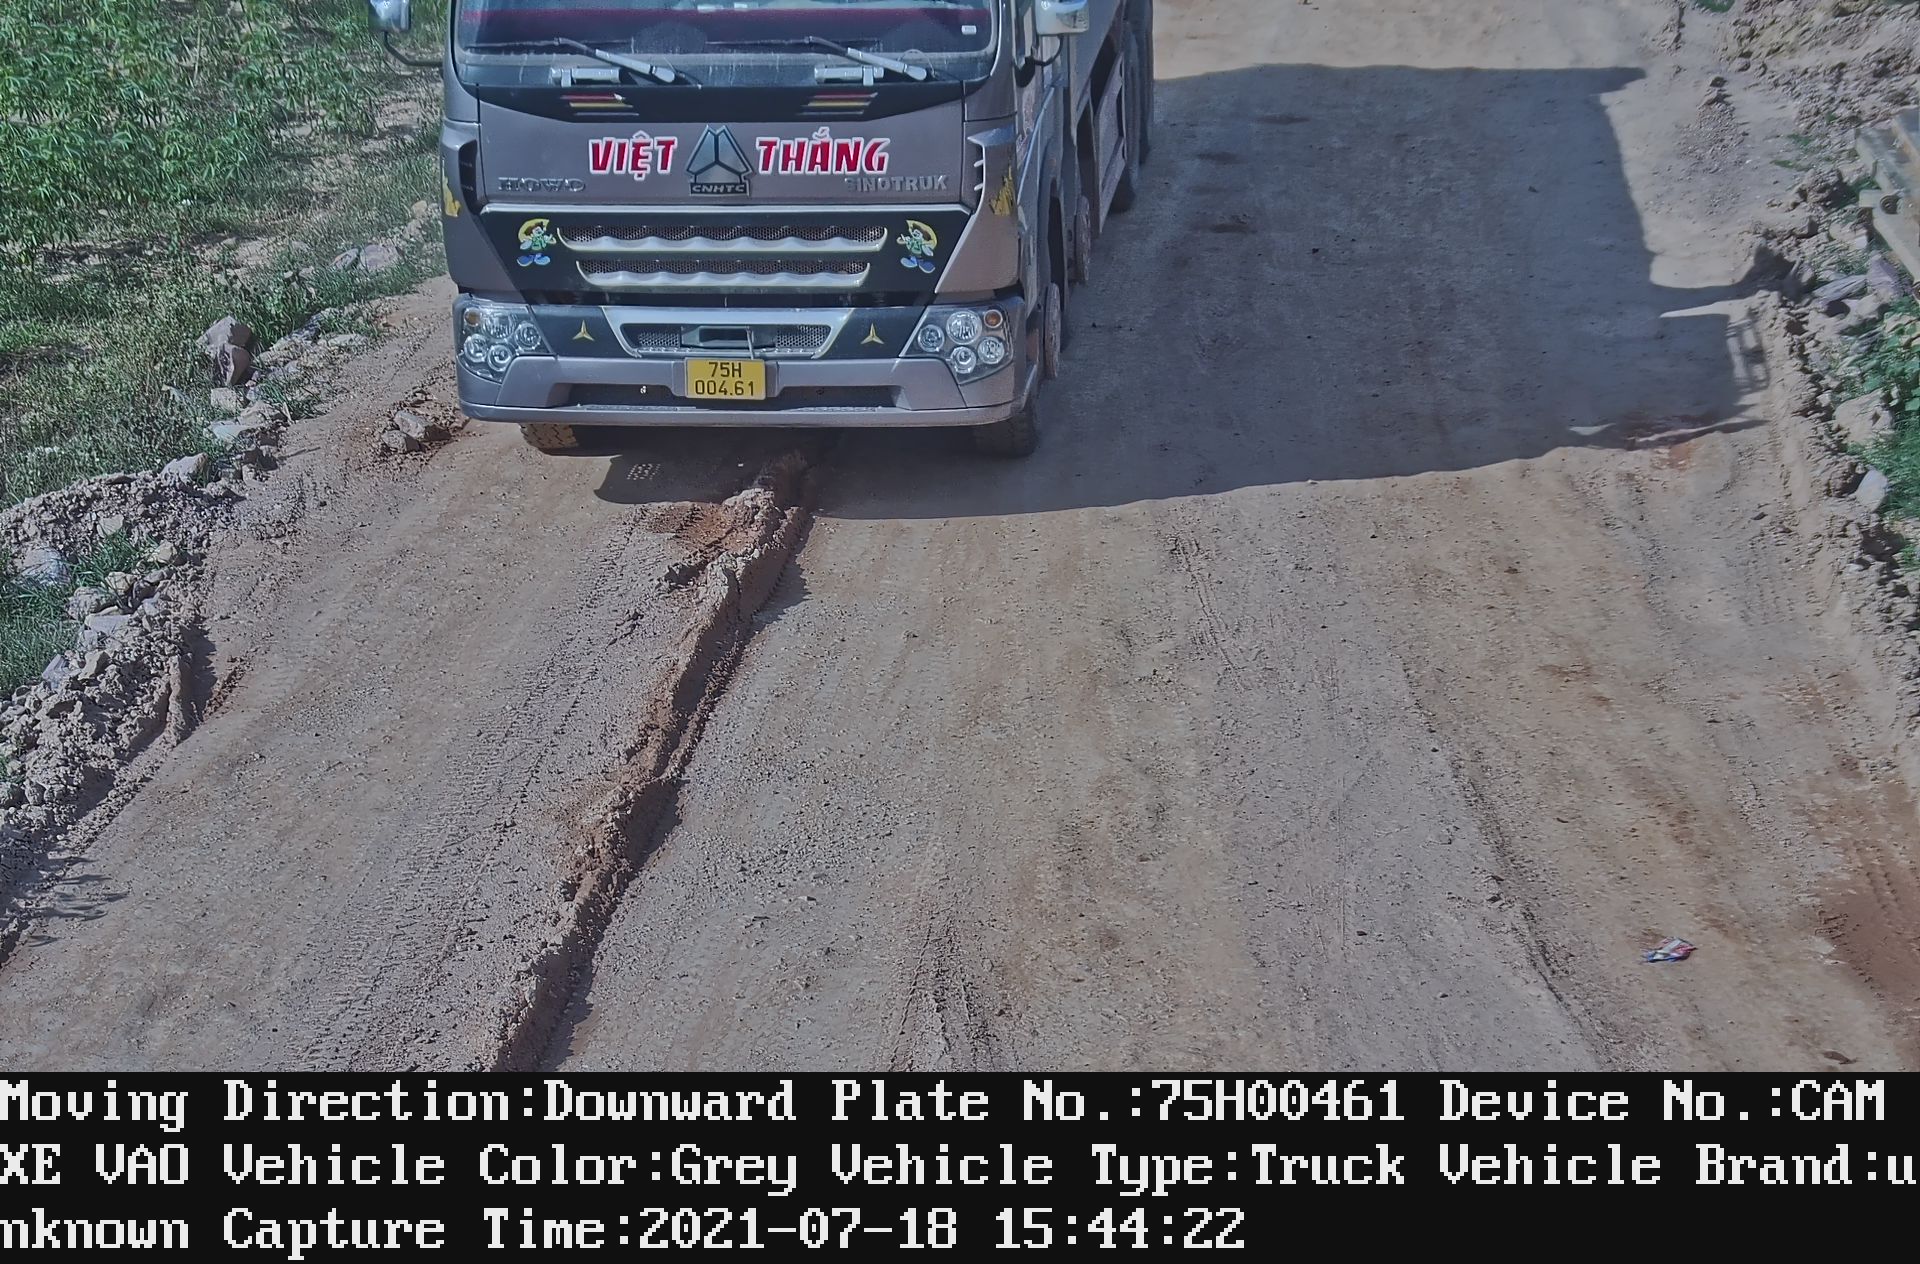 VIỆT THẮNG
HOWO CNHTC SINOTRUK
75H
004.61
Moving Direction:Downward Plate No.:75H00461 Device No.:CAM
XE VAO Vehicle Color:Grey Vehicle Type:Truck Vehicle Brand:u
nknown Capture Time:2021-07-18 15:44:22